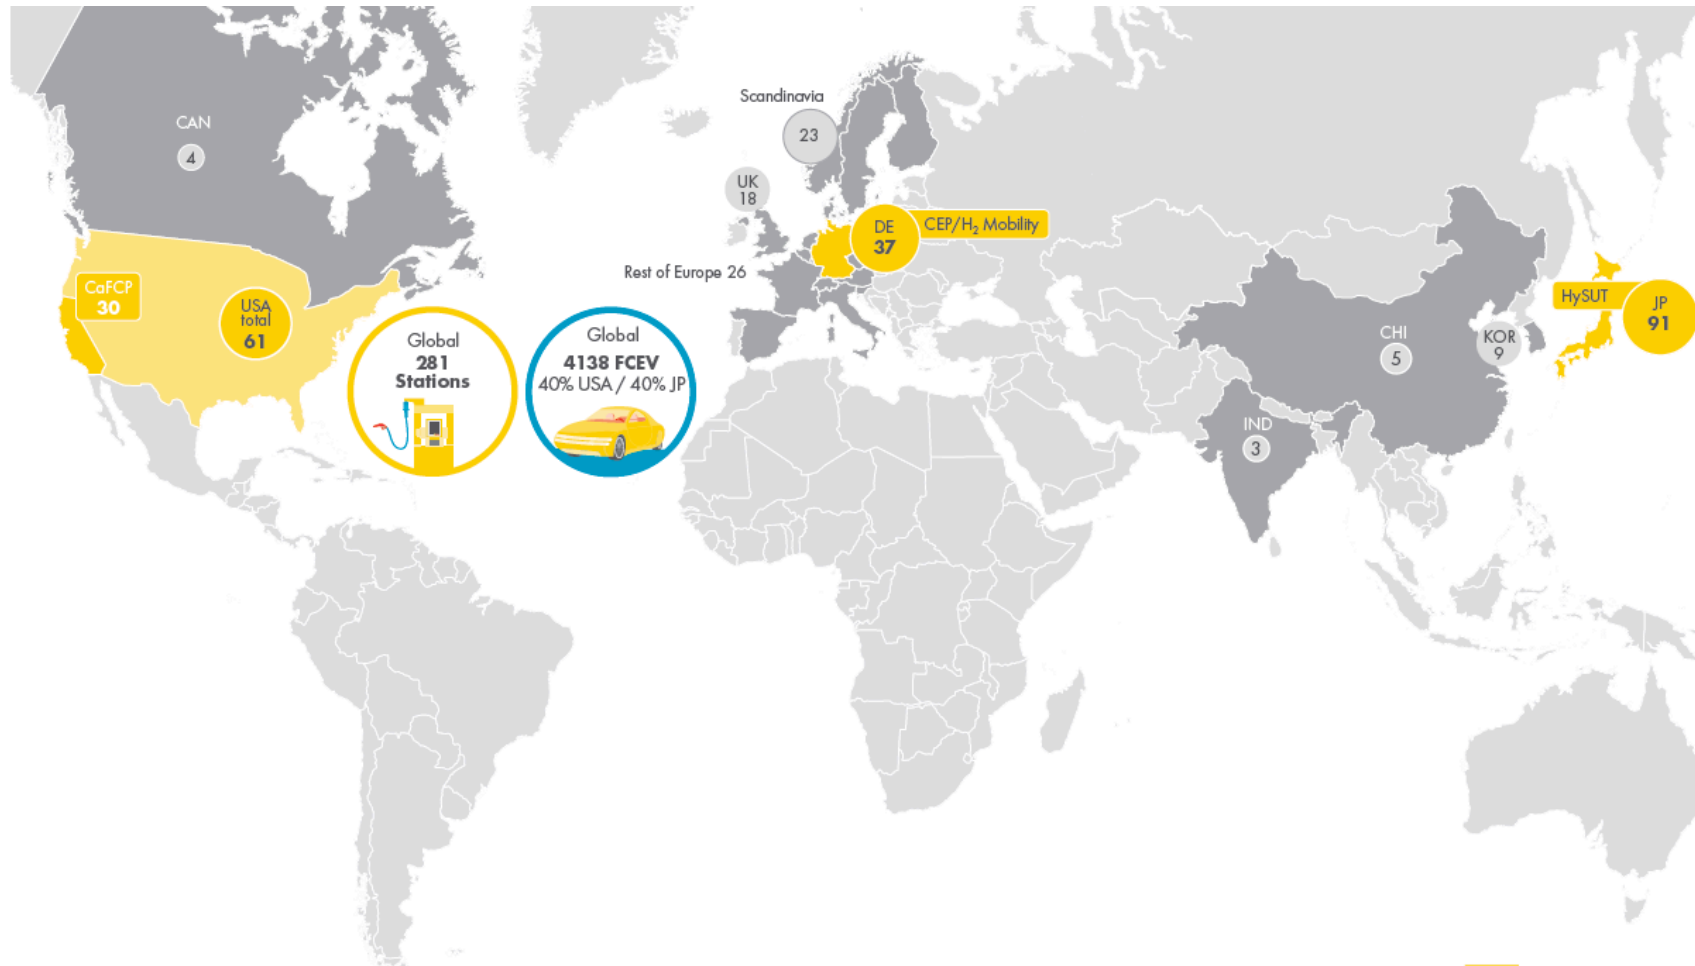 CAN
4
CaFCP
30
USA
total
61
Global
281
Stations
Global
4138 FCEV
40% USA / 40% JP
Scandinavia
23
UK
18
DE
37
CEP/H₂ Mobility
Rest of Europe 26
CHI
5
KOR
9
HySUT
JP
91
IND
3